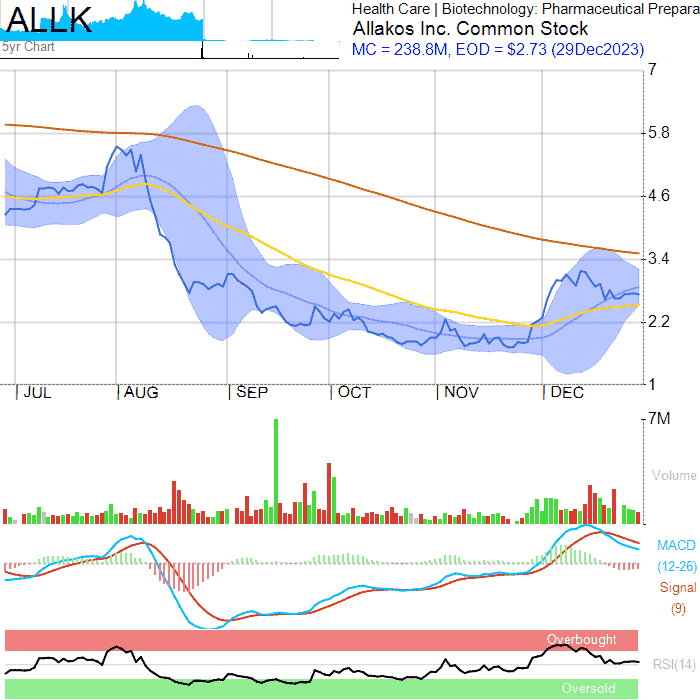 ALLK
5yr Chart
Health Care | Biotechnology: Pharmaceutical Prepara
Allakos Inc. Common Stock
MC = 238.8M, EOD = $2.73 (29Dec2023)
7
5.8
4.6
3.4
2.2
1
JUL AUG SEP OCT NOV DEC
7M
Volume
MACD
(12-26)
Signal
(9)
Overbought
RSI(14)
Oversold